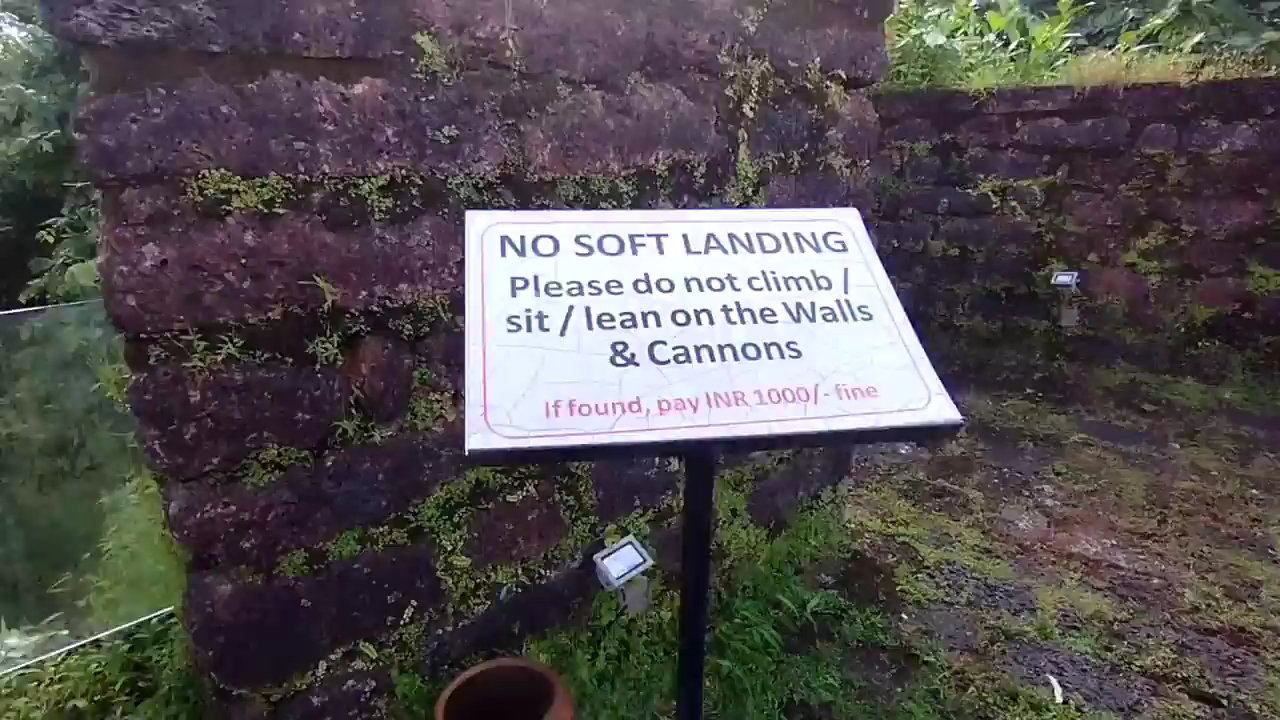 NO SOFT LANDING
Please do not climb /
sit / lean on the Walls
& Cannons
If found, pay INR 1000/- fine